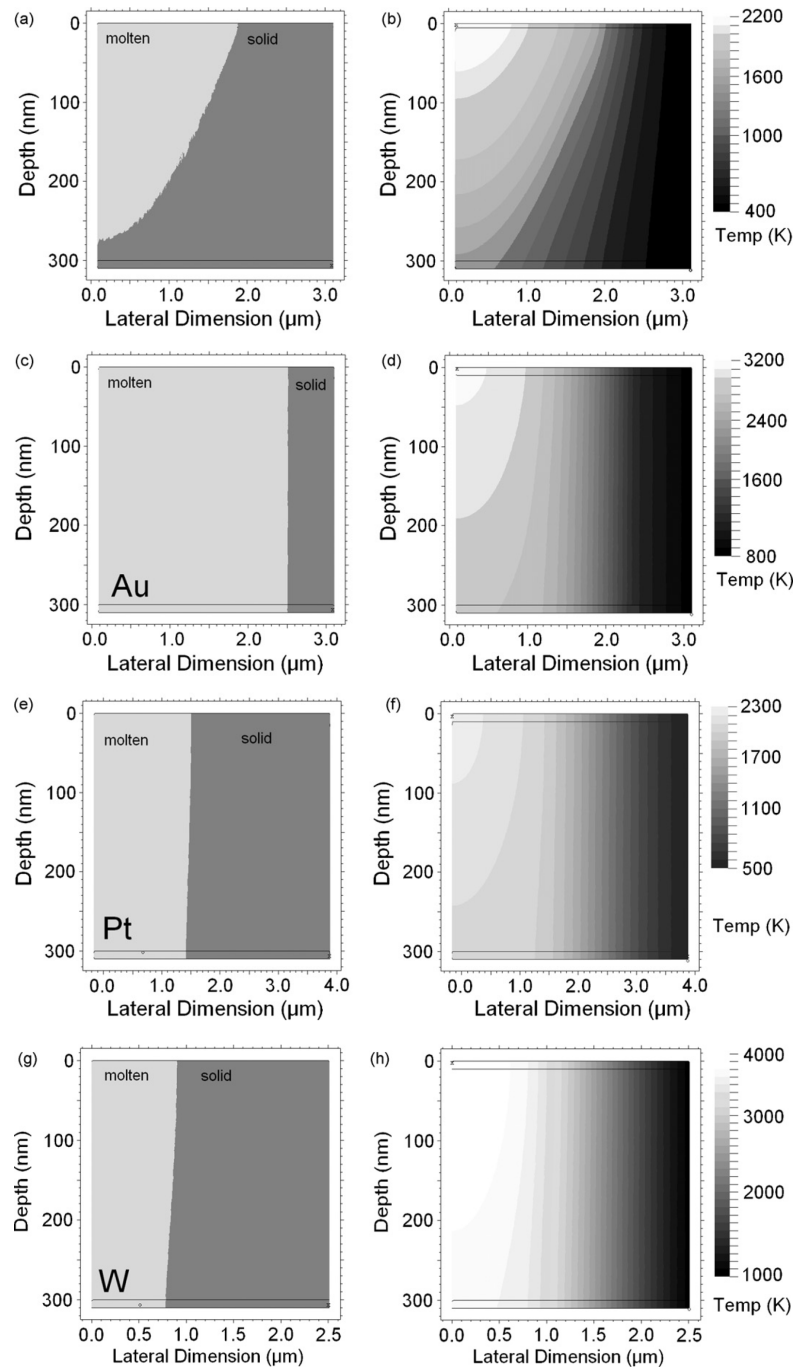 (a)
molten
solid
0
100
200
300
Depth (nm)
0.0 1.0 2.0 3.0
Lateral Dimension (µm)
(b)
0
100
200
300
Depth (nm)
0.0 1.0 2.0 3.0
Lateral Dimension (µm)
2200
1600
1000
400
Temp (K)
(c)
molten
solid
0
100
200
300
Depth (nm)
Au
0.0 1.0 2.0 3.0
Lateral Dimension (µm)
(d)
0
100
200
300
Depth (nm)
0.0 1.0 2.0 3.0
Lateral Dimension (µm)
3200
2400
1600
800
Temp (K)
(e)
molten
solid
0
100
200
300
Depth (nm)
Pt
0.0 1.0 2.0 3.0 4.0
Lateral Dimension (µm)
(f)
0
100
200
300
Depth (nm)
0.0 1.0 2.0 3.0 4.0
Lateral Dimension (µm)
2300
1700
1100
500
Temp (K)
(g)
molten
solid
0
100
200
300
Depth (nm)
W
0.0 0.5 1.0 1.5 2.0 2.5
Lateral Dimension (µm)
(h)
0
100
200
300
Depth (nm)
0.0 0.5 1.0 1.5 2.0 2.5
Lateral Dimension (µm)
4000
3000
2000
1000
Temp (K)